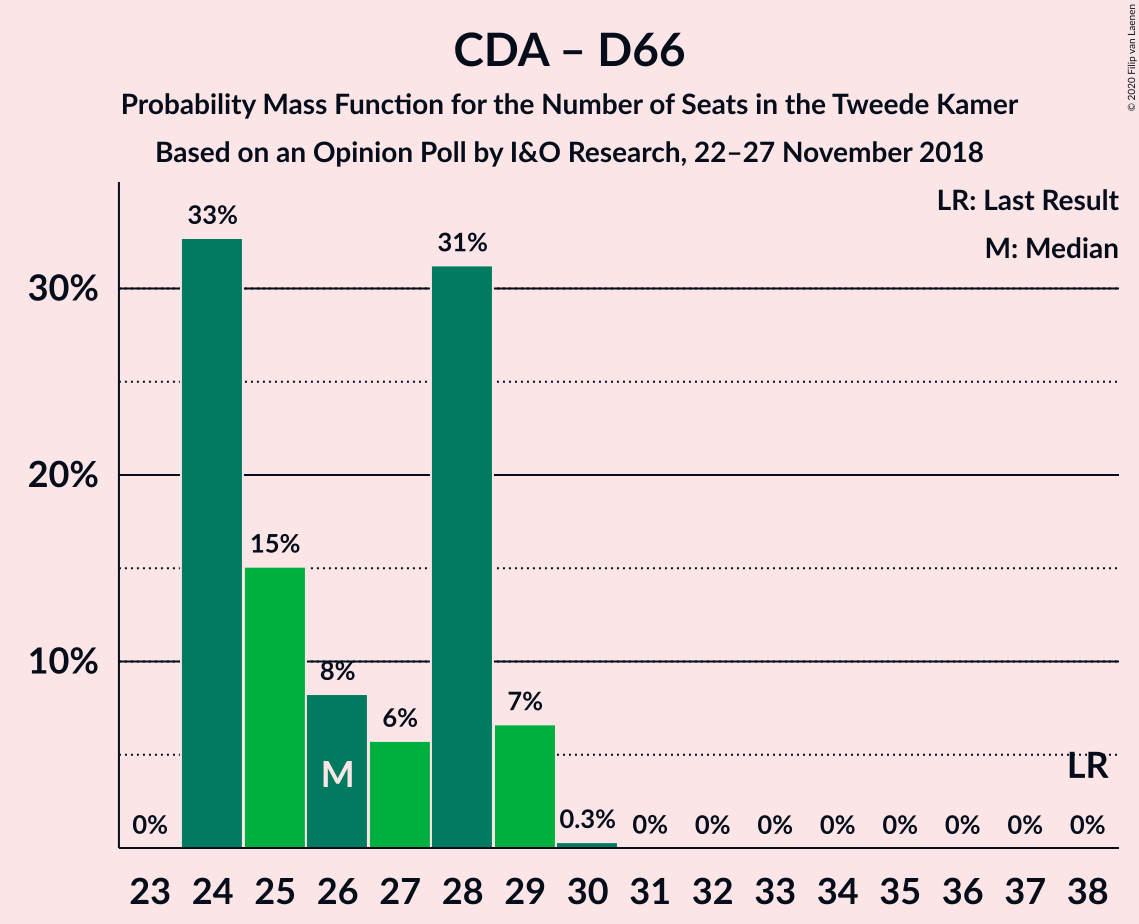 CDA – D66
Probability Mass Function for the Number of Seats in the Tweede Kamer
Based on an Opinion Poll by I&O Research, 22–27 November 2018
© 2020 Filip van Laenen
LR: Last Result
M: Median
33%
31%
30%
20%
15%
10%
8%
7%
6%
M
LR
0%
0.3%
0%
0%
0%
0%
0%
0%
0%
0%
23 24 25 26 27 28 29 30 31 32 33 34 35 36 37 38